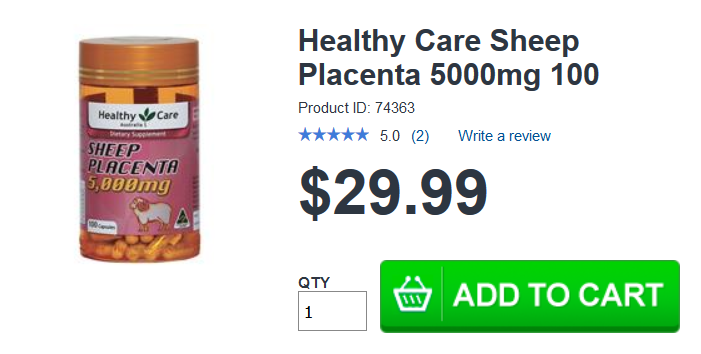 Healthy Care
Australia
Dietary Supplement
SHEEP
PLACENTA
5,000mg
100 Capsules
Healthy Care Sheep
Placenta 5000mg 100
Product ID: 74363
★★★★★ 5.0 (2) Write a review
$29.99
QTY
1
ADD TO CART